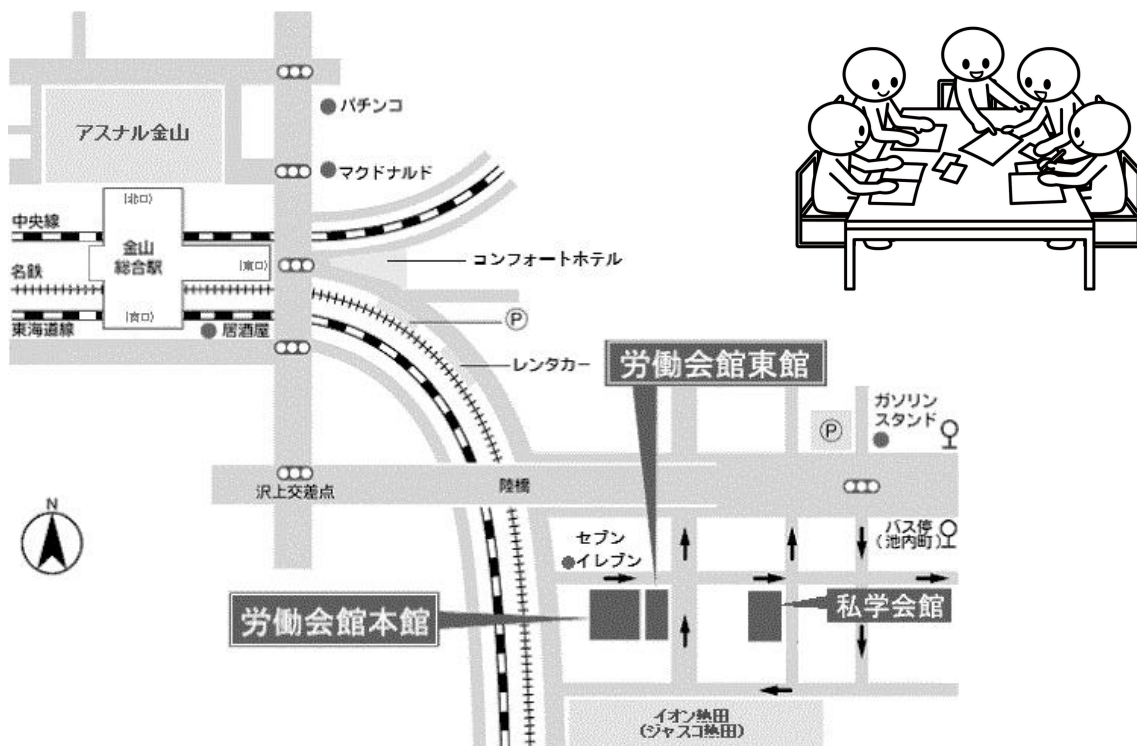 パチンコ
アスナル金山
マクドナルド
(北口)
中央線
金山
総合駅
コンフォートホテル
名鉄
(東口)
P
東海道線
居酒屋
レンタカー
労働会館東館
ガソリン
スタンド
P
沢上交差点
陸橋
N
セブン
イレブン
バス停
(池内町)
労働会館本館
私学会館
イオン熱田
(ジャスコ熱田)